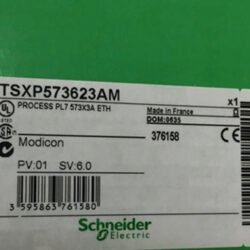 TSXP573623AM
x1
PROCESS PL7 573X3A ETH
Made in France
DOM:0635
0
376158
Modicon
PV:01 SV:6.0
3 595863 761580
Schneider
Electric